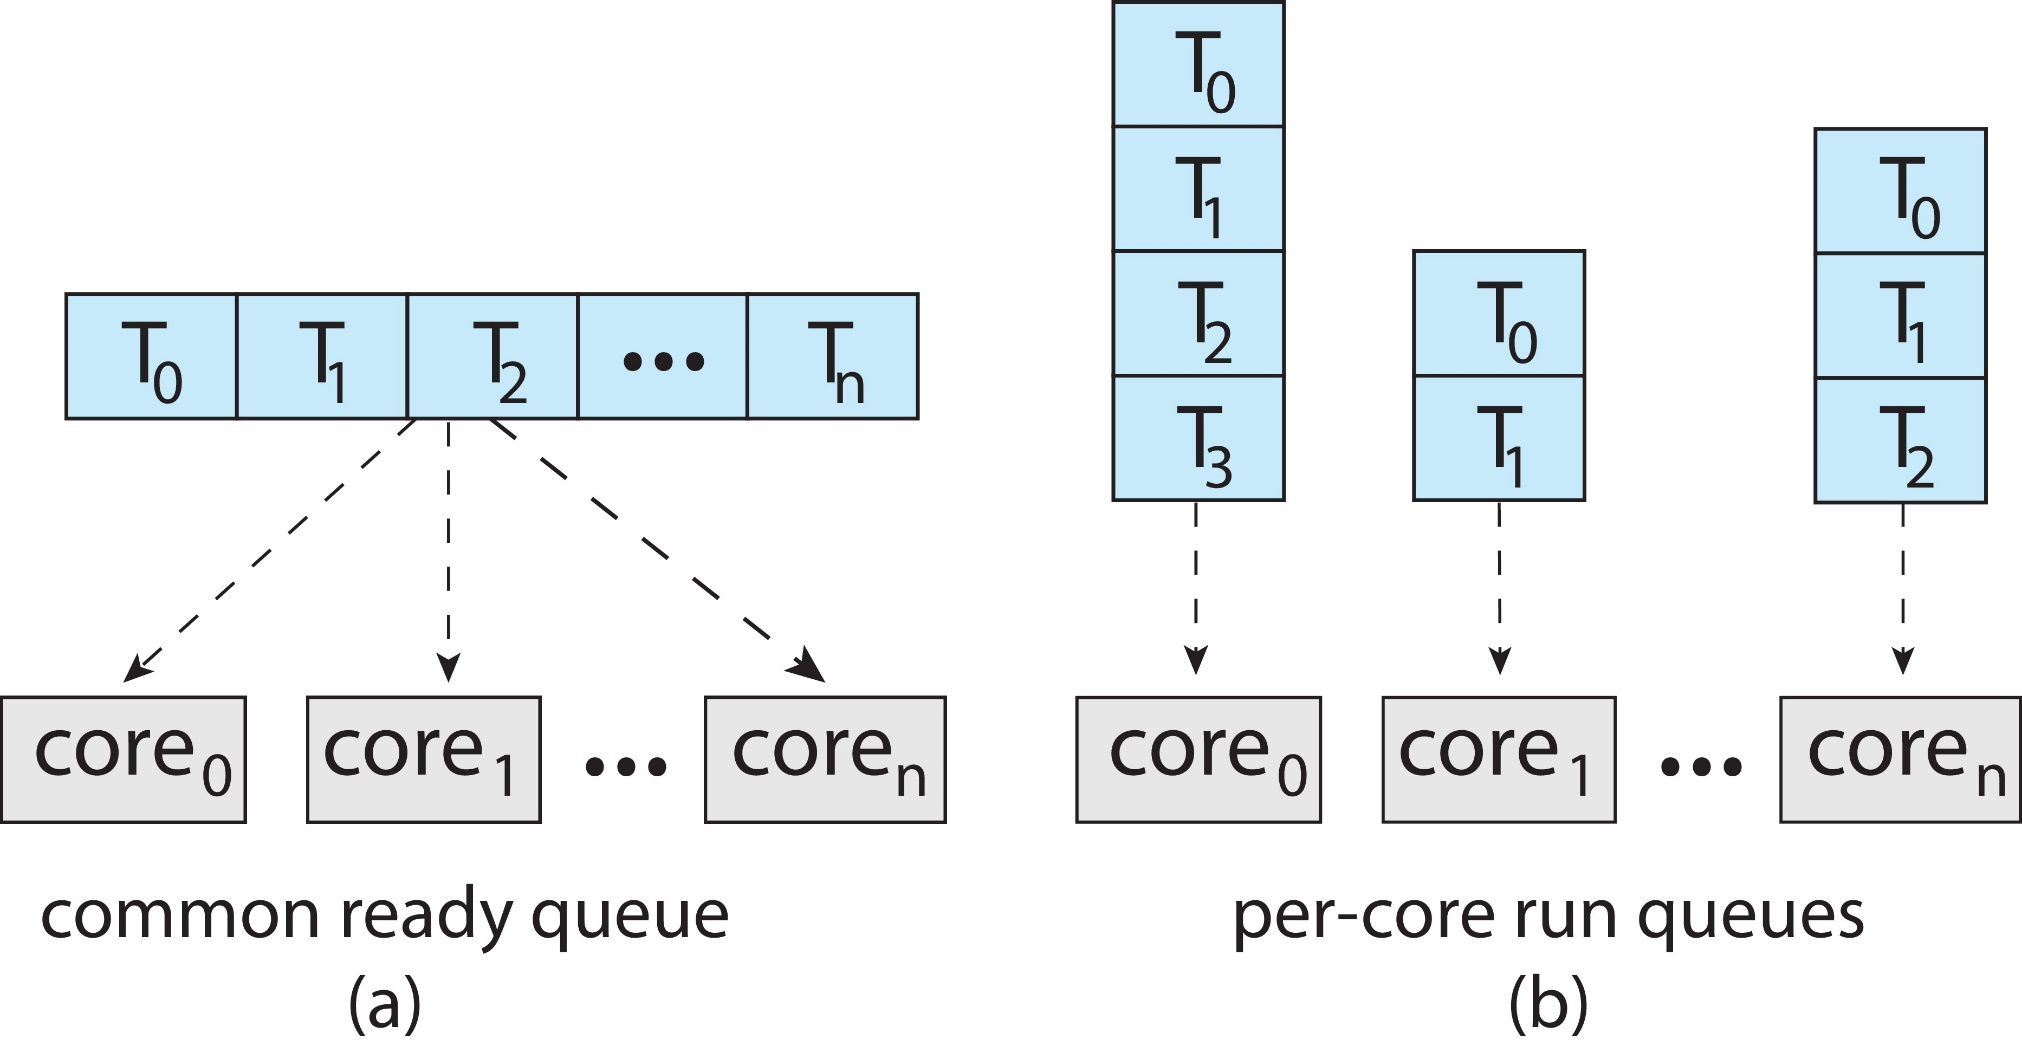 T0 T1 T2 ••• Tn
core0 core1 ••• coren
common ready queue
(a)
T0
T1
T2
T3
T0
T1
T0
T1
T2
core0 core1 ••• coren
per-core run queues
(b)